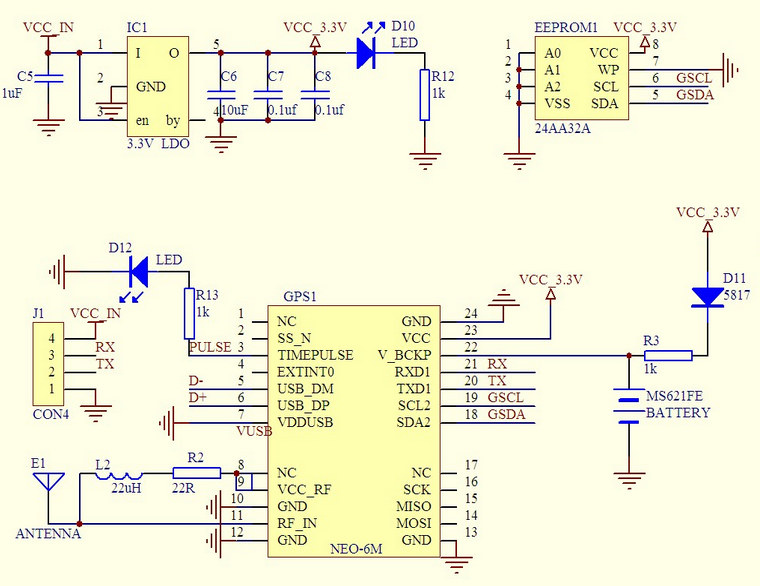 VCC_IN
IC1
VCC_3.3V
D10
LED
EEPROM1
VCC_3.3V
1 I O 5
C5
1uF
2 GND
3 en by 4
3.3V LDO
C6
10uF
C7
0.1uf
C8
0.1uf
R12
1k
1 A0 VCC 8
2 A1 WP 7
3 A2 SCL 6 GSCL
4 VSS SDA 5 GSDA
24AA32A
D12
LED
R13
1k
J1
VCC_IN
4
3 RX
2 TX
1
CON4
GPS1
VCC_3.3V
VCC_3.3V
D11
5817
R3
1k
MS621FE
BATTERY
1 NC GND 24
2 SS_N VCC 23
PULSE 3 TIMEPULSE V_BCKP 22
4 EXTINT0 RXD1 21 RX
D- 5 USB_DM TXD1 20 TX
D+ 6 USB_DP SCL2 19 GSCL
7 VDDUSB SDA2 18 GSDA
VUSB
8 NC NC 17
9 VCC_RF SCK 16
10 GND MISO 15
11 RF_IN MOSI 14
12 GND GND 13
NEO-6M
E1
ANTENNA
L2
22uH
R2
22R